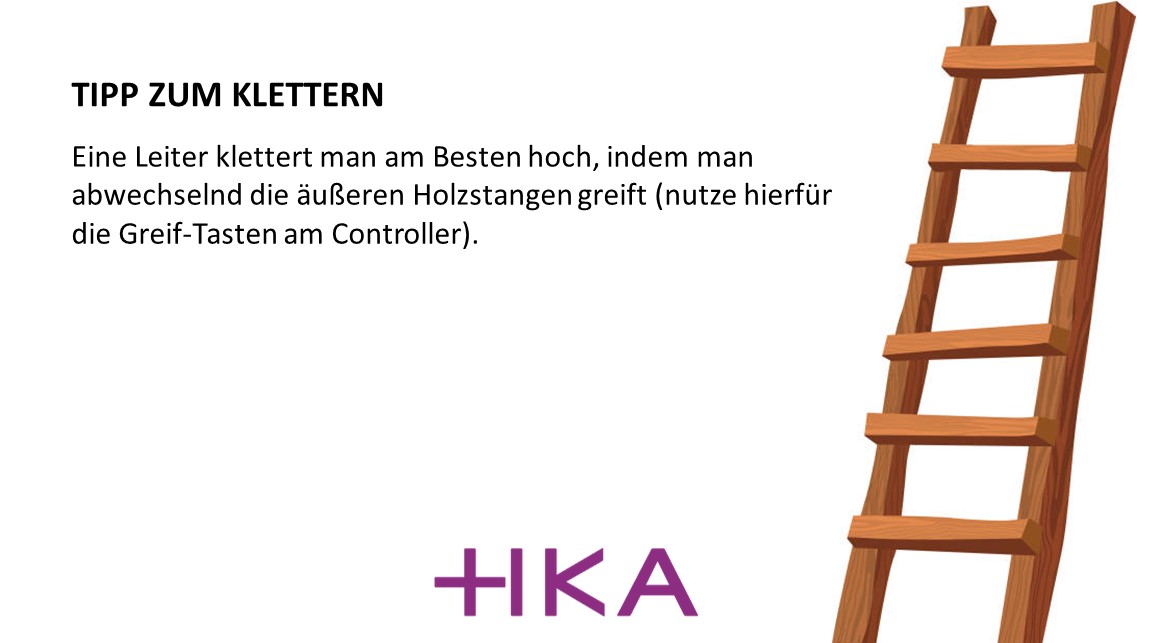 TIPP ZUM KLETTERN
Eine Leiter klettert man am Besten hoch, indem man
abwechselnd die äußeren Holzstangen greift (nutze hierfür
die Greif-Tasten am Controller).
HKA